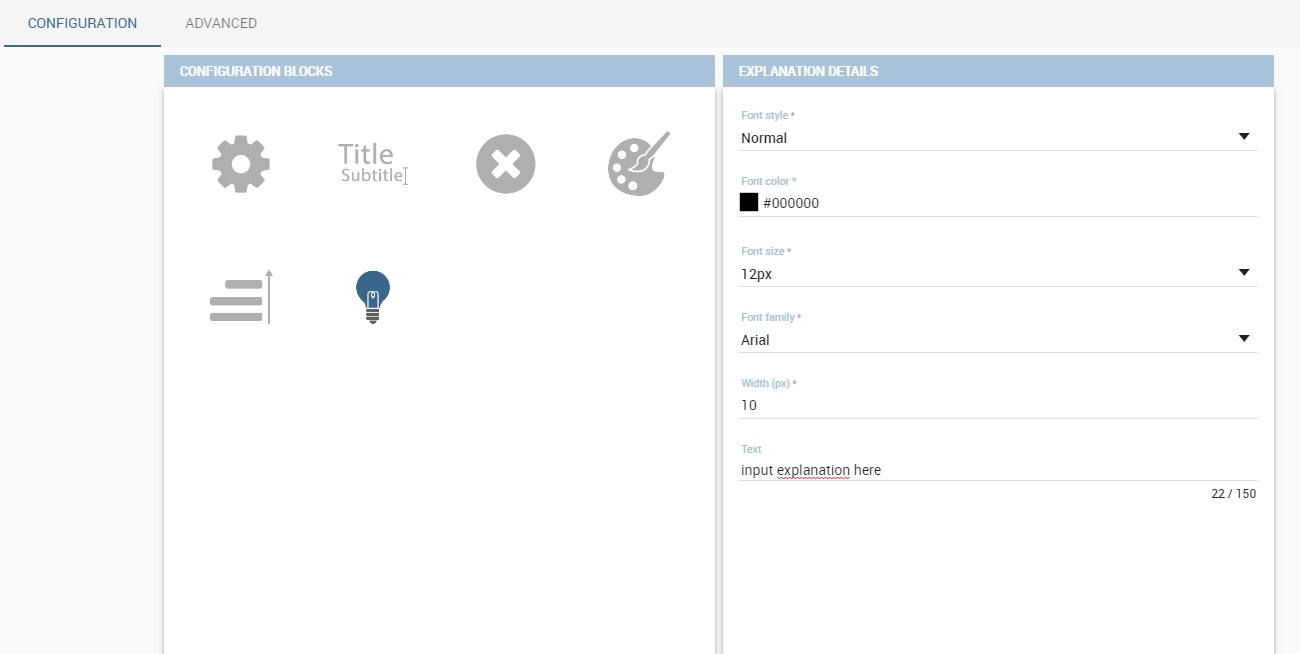 CONFIGURATION ADVANCED
CONFIGURATION BLOCKS
Title
Subtitle
EXPLANATION DETAILS
Font style *
Normal
Font color *
#000000
Font size *
12px
Font family *
Arial
Width (px) *
10
Text
input explanation here
22 / 150